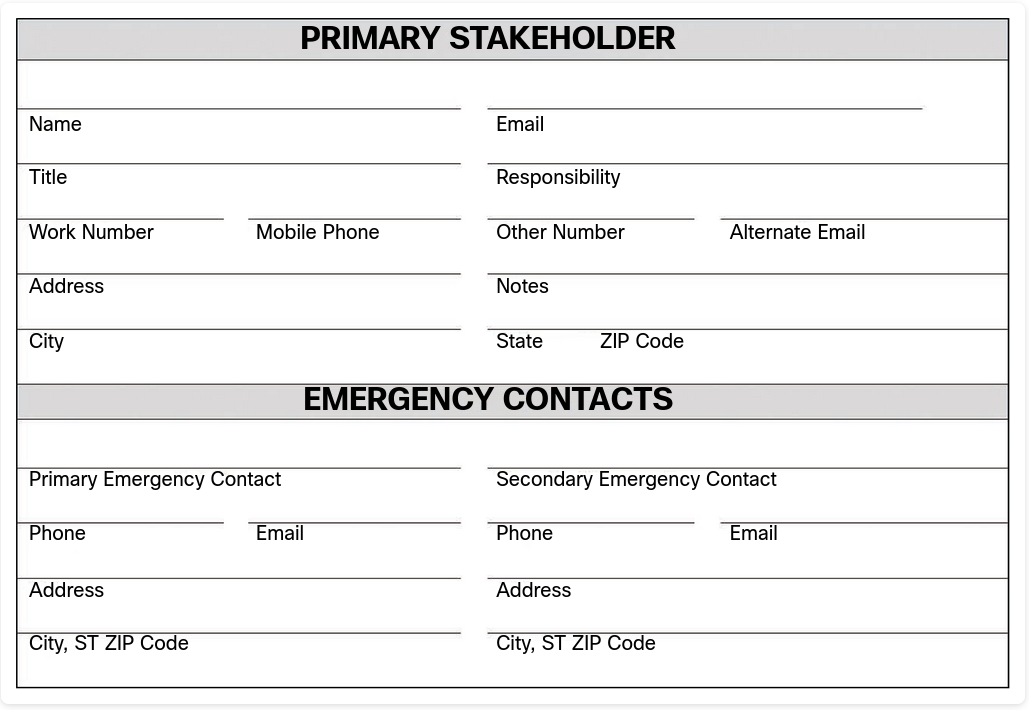 PRIMARY STAKEHOLDER
Name Email
Title Responsibility
Work Number Mobile Phone Other Number Alternate Email
Address Notes
City State ZIP Code
EMERGENCY CONTACTS
Primary Emergency Contact Secondary Emergency Contact
Phone Email Phone Email
Address Address
City, ST ZIP Code City, ST ZIP Code